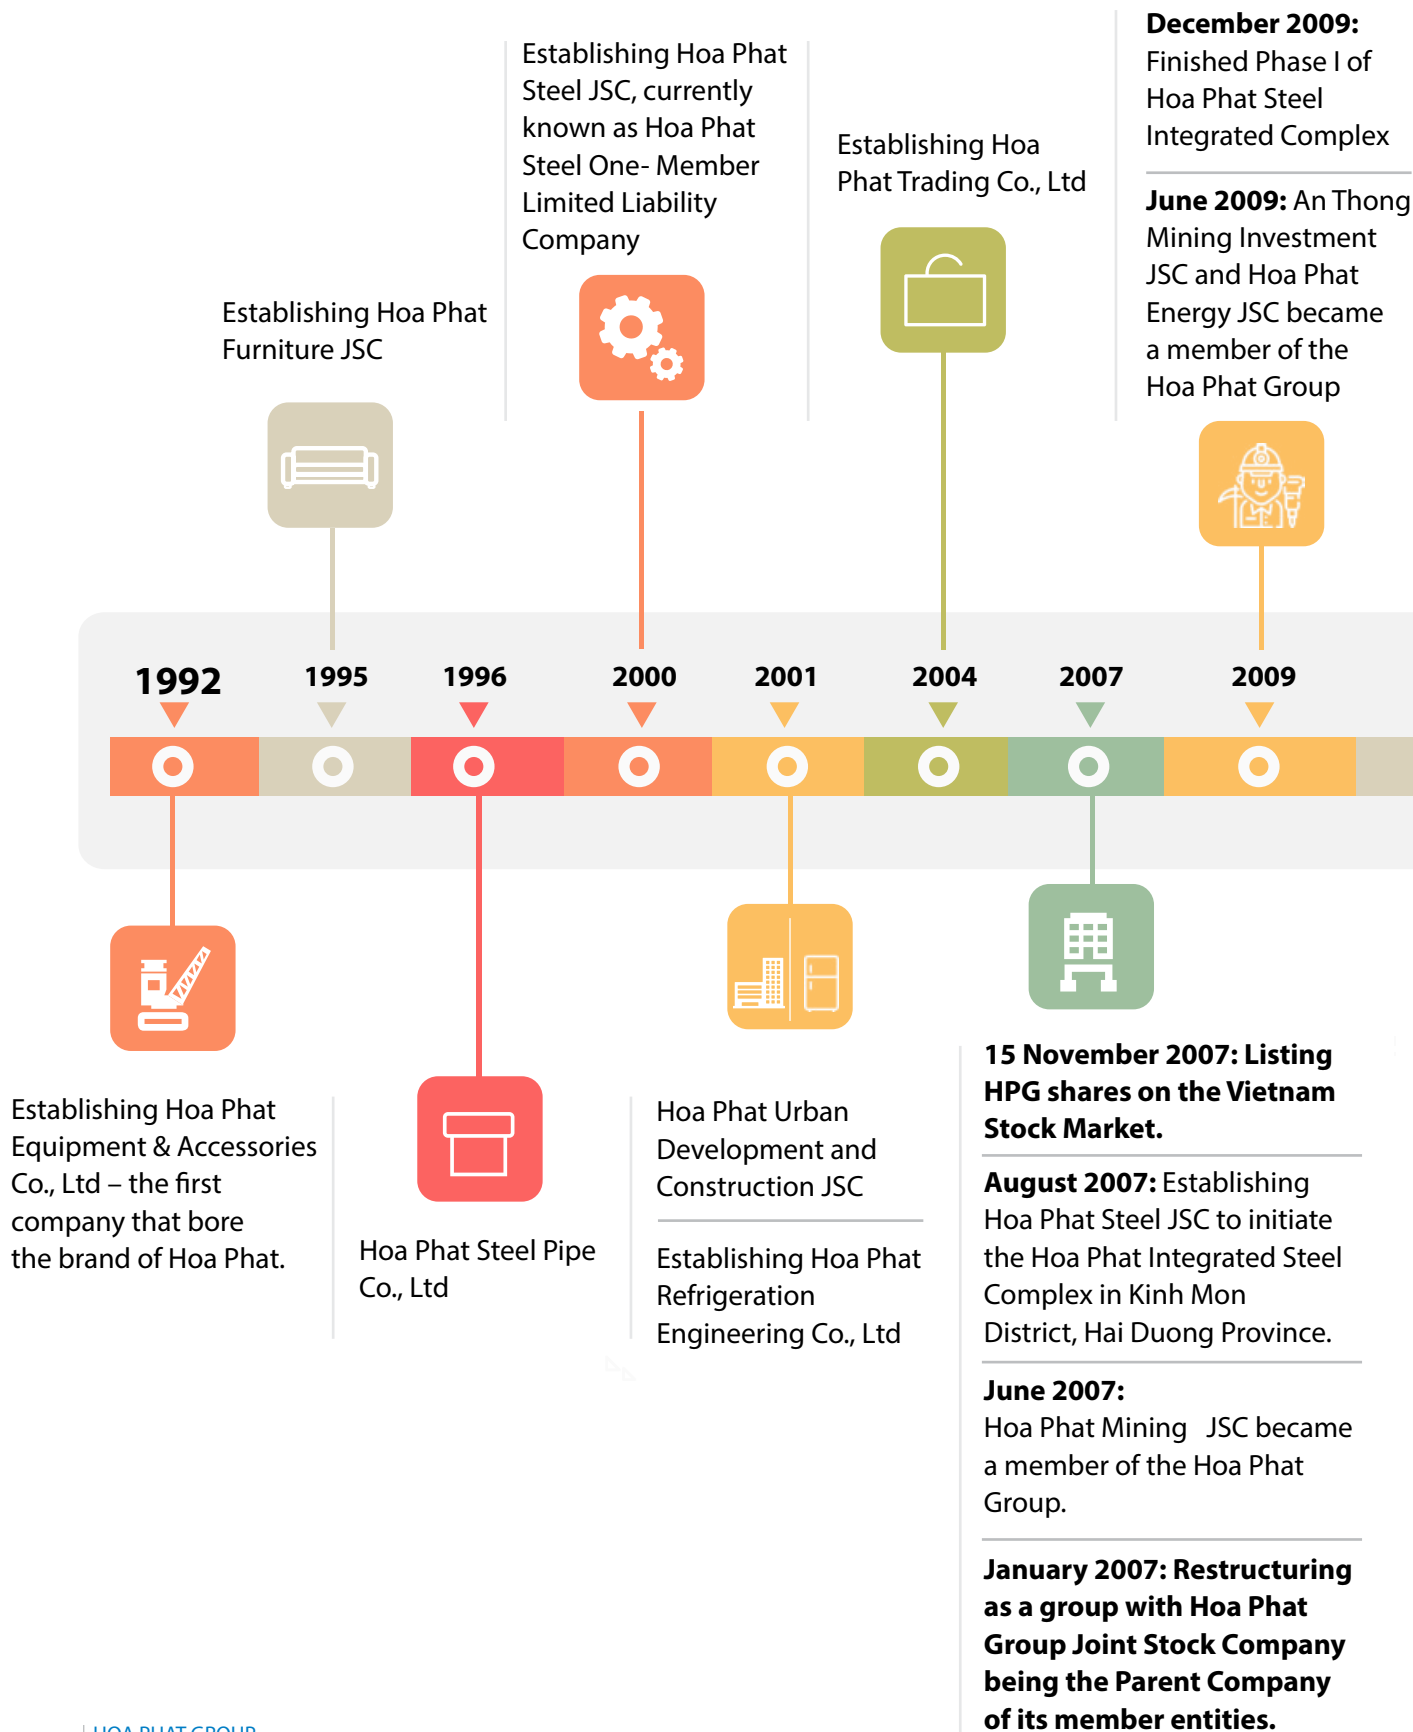 December 2009:
Finished Phase I of
Hoa Phat Steel
Integrated Complex
June 2009: An Thong
Mining Investment
JSC and Hoa Phat
Energy JSC became
a member of the
Hoa Phat Group
Establishing Hoa Phat
Steel JSC, currently
known as Hoa Phat
Steel One- Member
Limited Liability
Company
Establishing Hoa
Phat Trading Co., Ltd
Establishing Hoa Phat
Furniture JSC
1992
1995
1996
2000
2001
2004
2007
2009
Establishing Hoa Phat
Equipment & Accessories
Co., Ltd – the first
company that bore
the brand of Hoa Phat.
Hoa Phat Steel Pipe
Co., Ltd
Hoa Phat Urban
Development and
Construction JSC
Establishing Hoa Phat
Refrigeration
Engineering Co., Ltd
15 November 2007: Listing
HPG shares on the Vietnam
Stock Market.
August 2007: Establishing
Hoa Phat Steel JSC to initiate
the Hoa Phat Integrated Steel
Complex in Kinh Mon
District, Hai Duong Province.
June 2007:
Hoa Phat Mining JSC became
a member of the Hoa Phat
Group.
January 2007: Restructuring
as a group with Hoa Phat
Group Joint Stock Company
being the Parent Company
of its member entities.
HOA PHAT GROUP